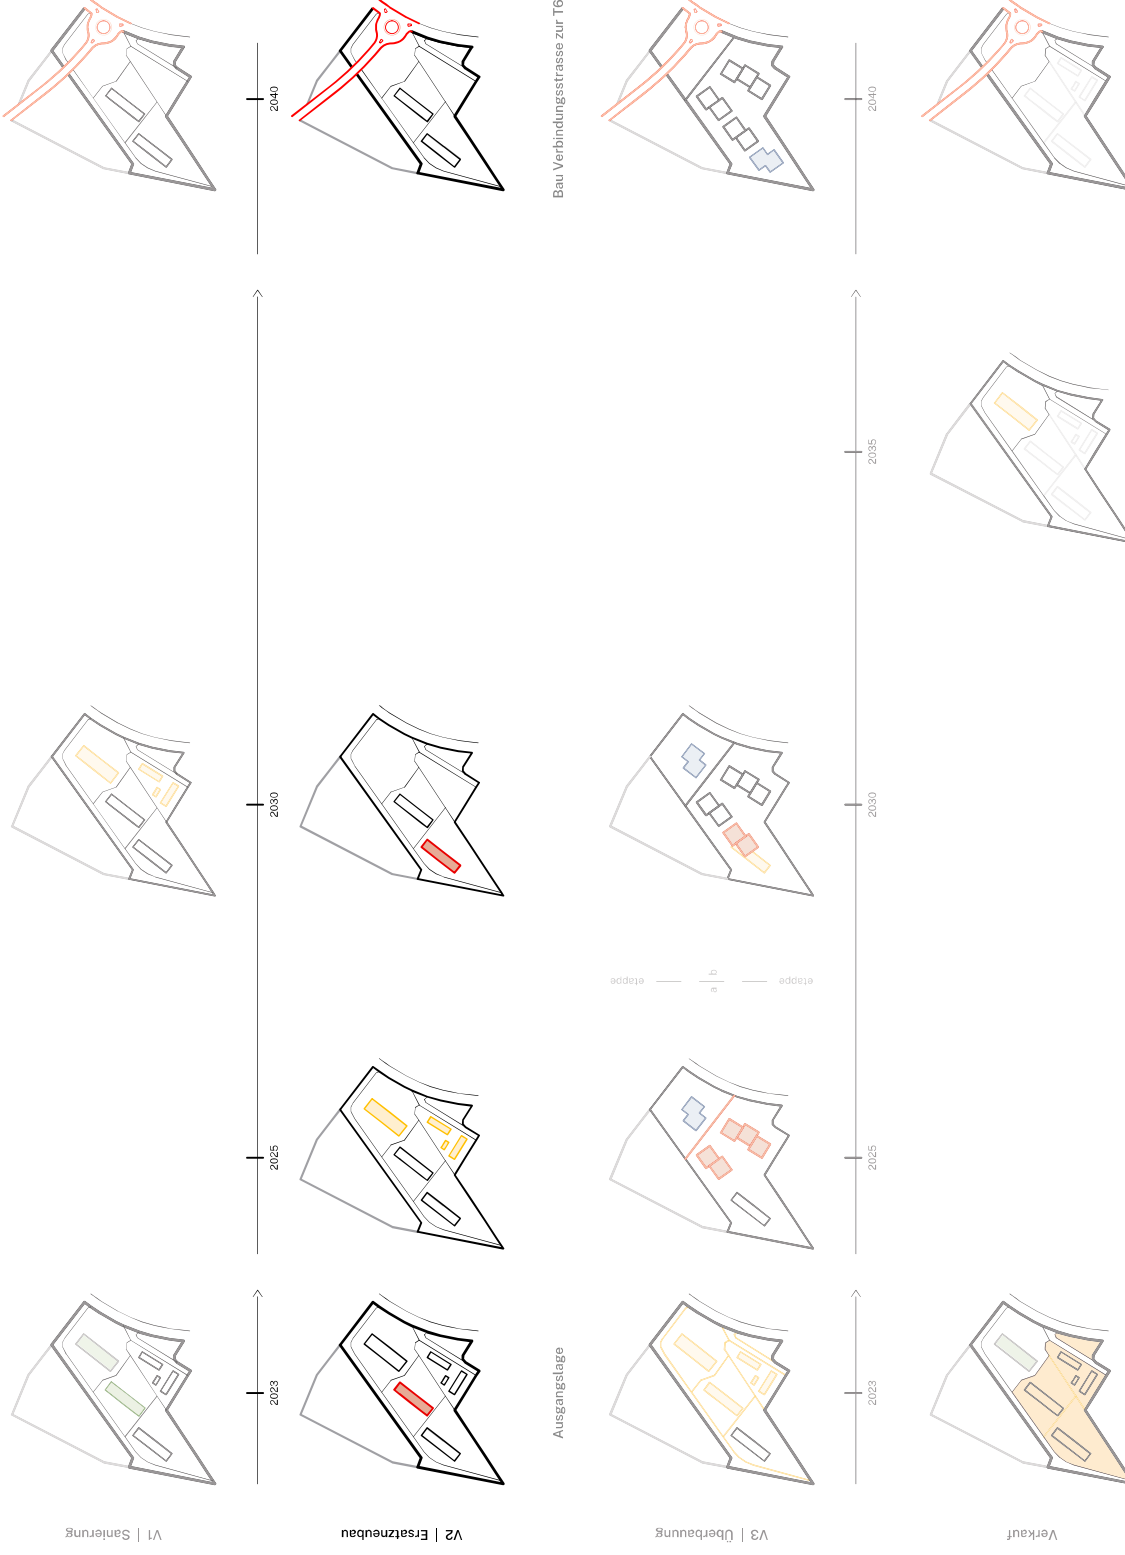 Bau Verbindungsstrasse zur T6
2040
2040
2040
2035
2030
2030
etappe
b
a
etappe
2025
2025
Ausgangslage
2023
2023
V1 | Sanierung
V2 | Ersatzneubau
V3 | Überbauung
Verkauf